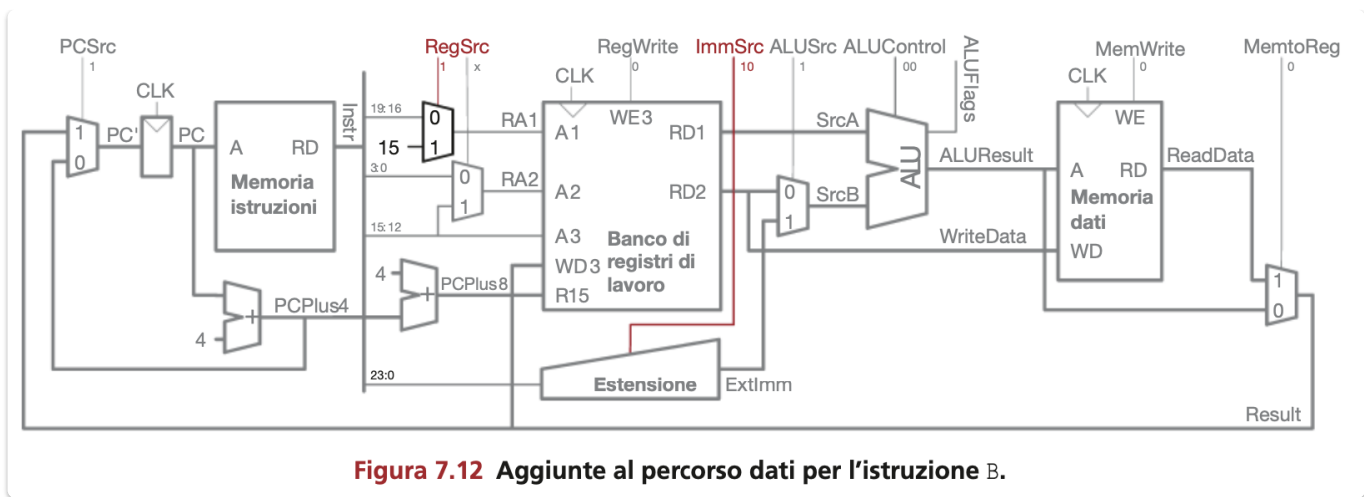 PCSrc
1
CLK
PC'
PC
1
0
A
RD
Memoria
istruzioni
Instr
4
PCPlus4
RegSrc
1
x
19:16
15
0
1
3:0
0
1
15:12
23:0
4
PCPlus8
RA1
RA2
RegWrite
0
CLK
WE3
A1
A2
A3
WD3
R15
RD1
RD2
Banco di
registri di
lavoro
ImmSrc
10
Estensione
ExtImm
ALUSrc
1
0
1
ALUControl
00
ALUFlags
SrcA
SrcB
ALU
ALUResult
WriteData
MemWrite
0
CLK
WE
A
RD
Memoria
dati
WD
ReadData
MemtoReg
0
1
0
Result
+
+
Figura 7.12 Aggiunte al percorso dati per l'istruzione B.